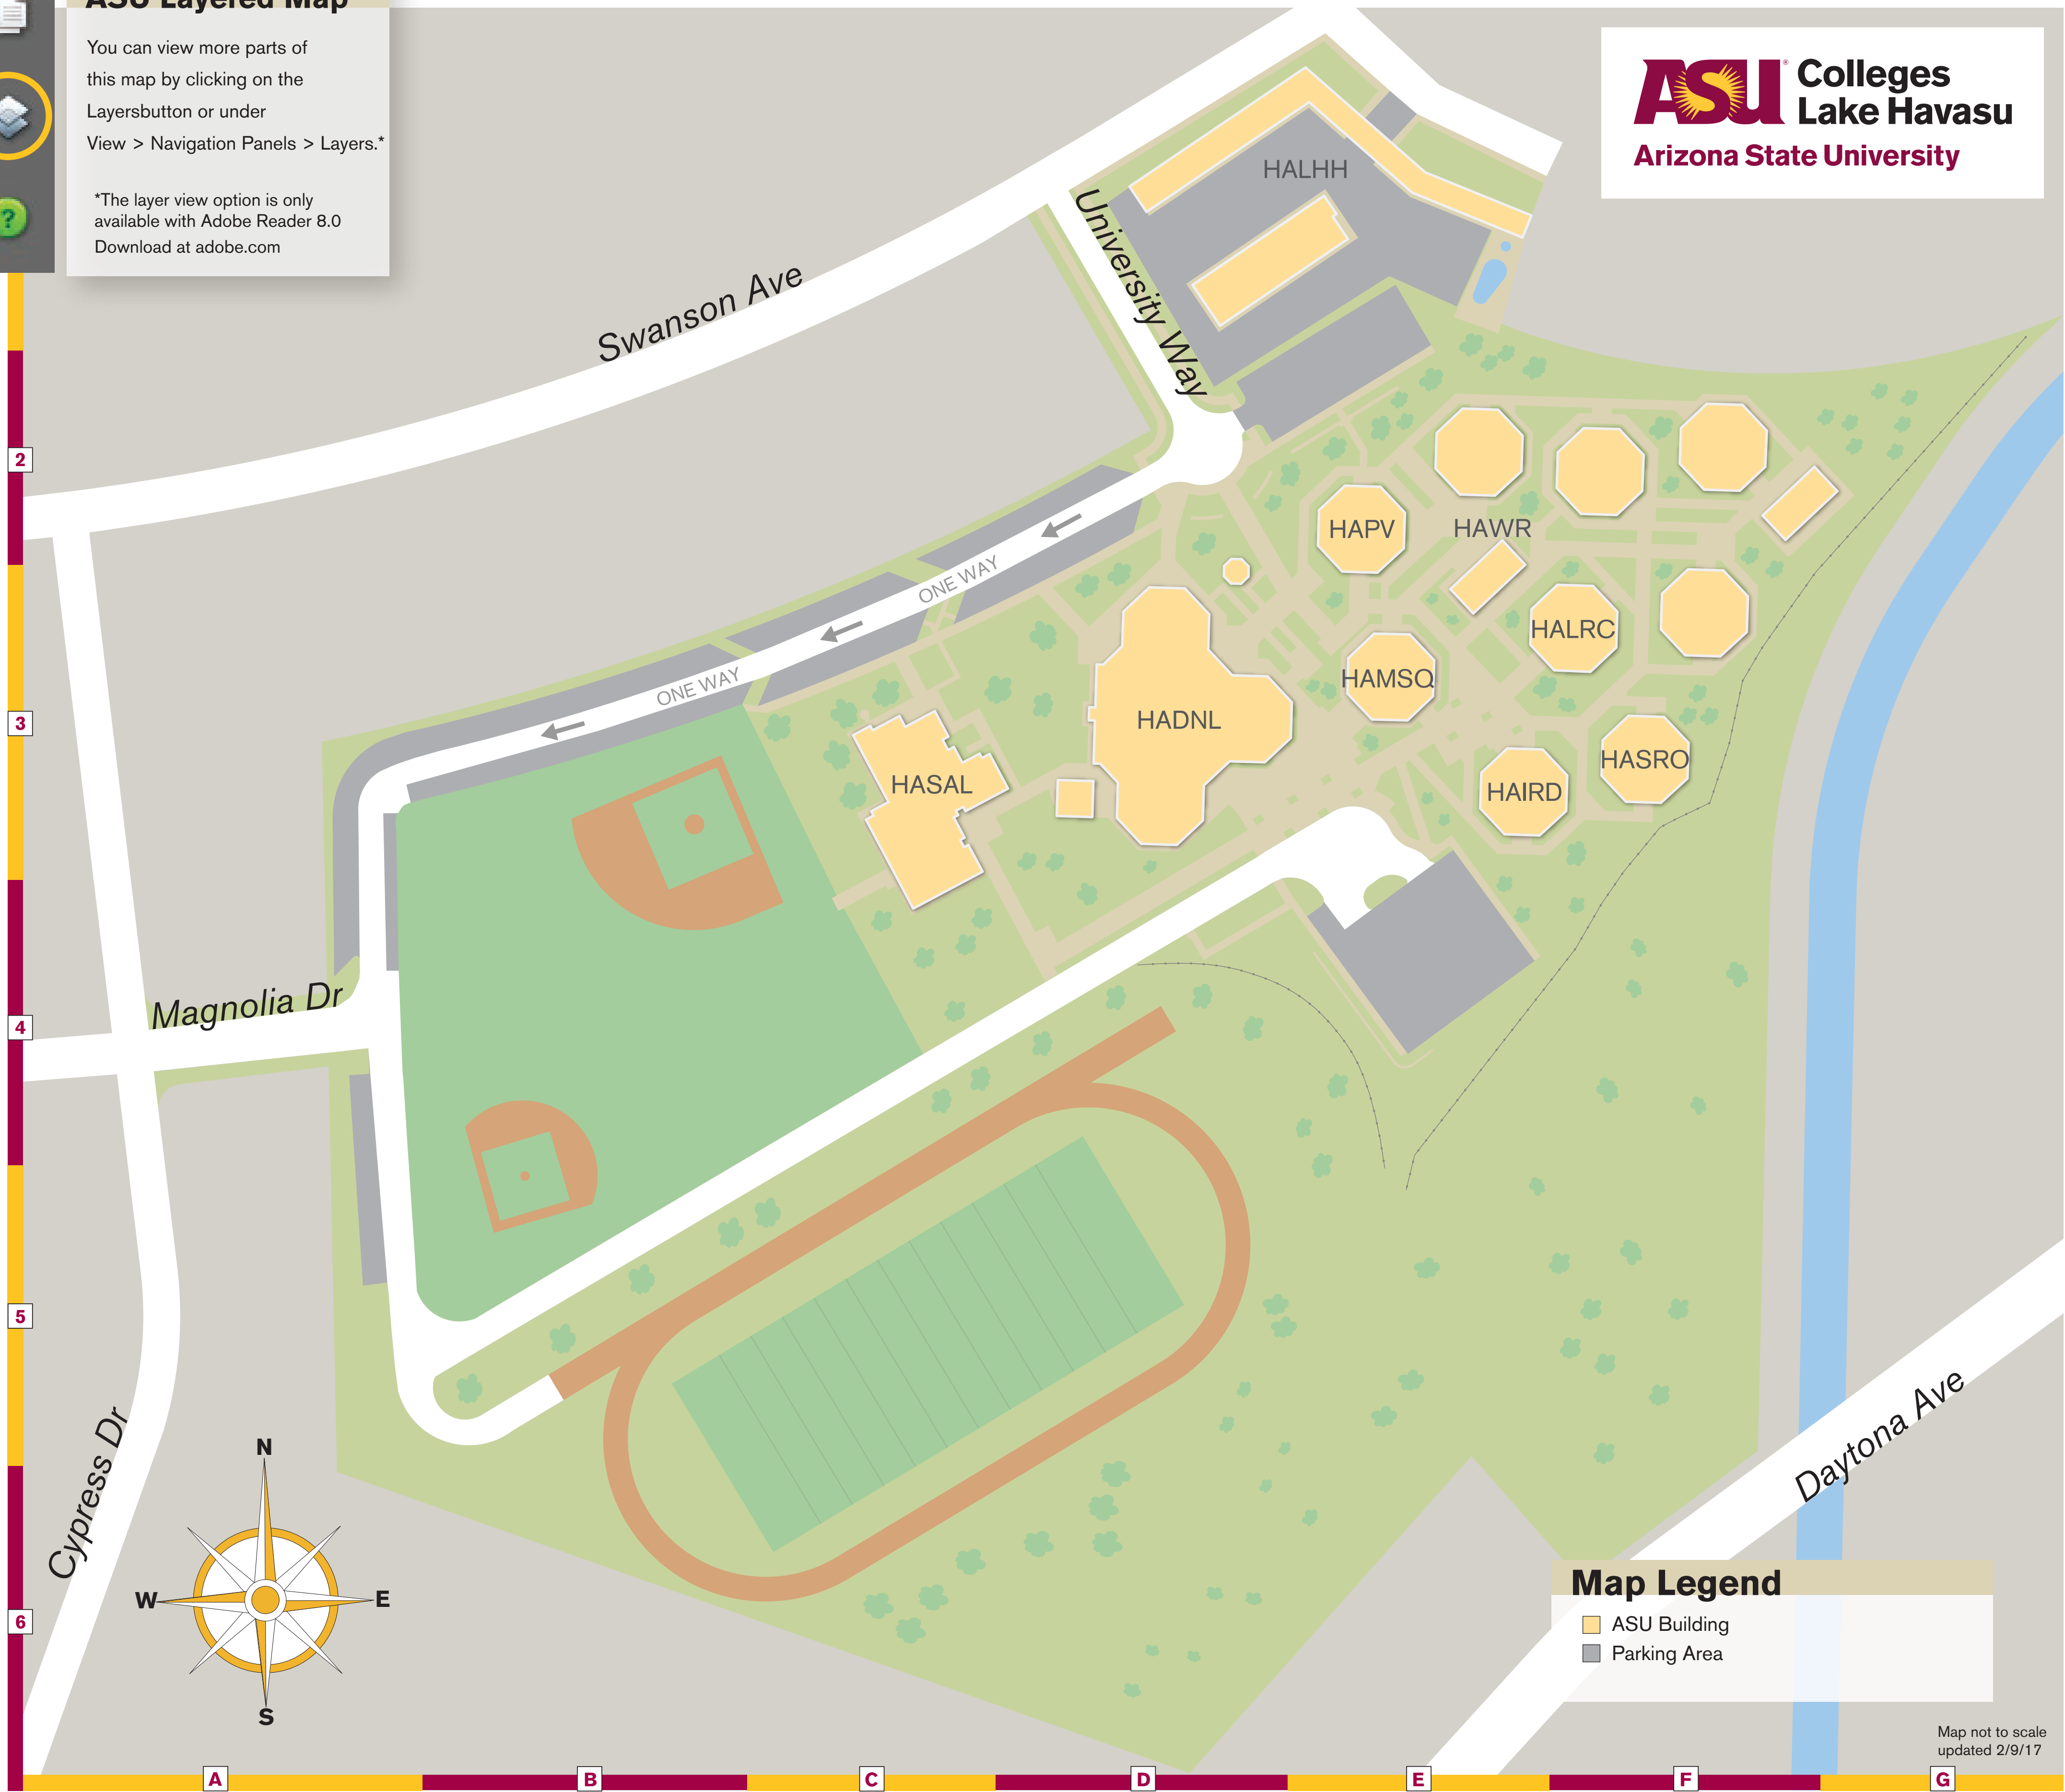 ASU Layered Map
You can view more parts of
this map by clicking on the
Layersbutton or under
View > Navigation Panels > Layers.*
*The layer view option is only
available with Adobe Reader 8.0
Download at adobe.com
?
ASU® Colleges
Lake Havasu
Arizona State University
HALHH
University Way
Swanson Ave
2
HAPV
HAWR
ONE WAY
HALRC
ONE WAY
HAMSQ
3
HADNL
HASRO
HASAL
HAIRD
Magnolia Dr
4
5
Daytona Ave
Cypress Dr
N
W
E
S
6
Map Legend
ASU Building
Parking Area
Map not to scale
updated 2/9/17
A
B
C
D
E
F
G